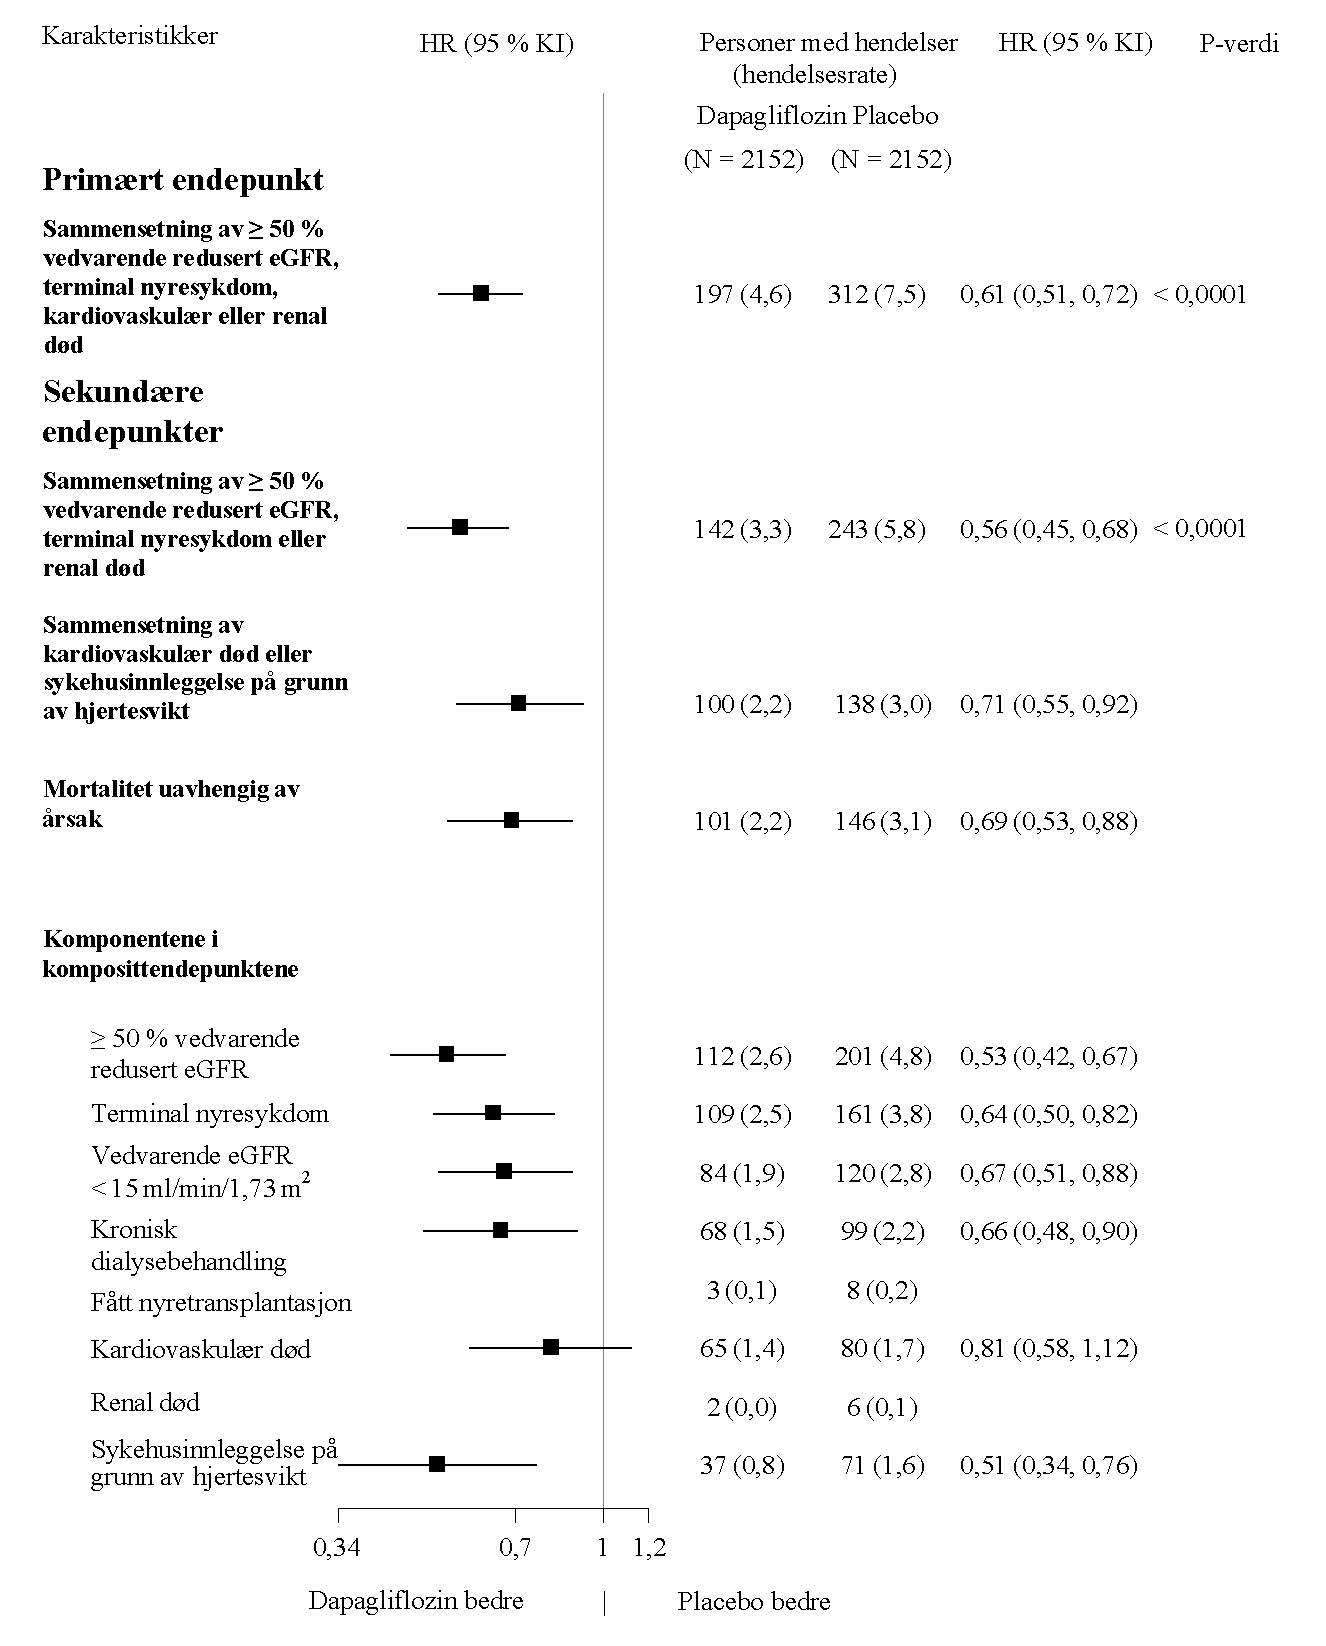 Karakteristikker
HR (95 % KI)
Personer med hendelser
(hendelsesrate)
HR (95 % KI)
P-verdi
Dapagliflozin Placebo
(N = 2152) (N = 2152)
Primært endepunkt
Sammensetning av ≥ 50 %
vedvarende redusert eGFR,
terminal nyresykdom,
kardiovaskulær eller renal
død
197 (4,6) 312 (7,5) 0,61 (0,51, 0,72) < 0,0001
Sekundære
endepunkter
Sammensetning av ≥ 50 %
vedvarende redusert eGFR,
terminal nyresykdom eller
renal død
142 (3,3) 243 (5,8) 0,56 (0,45, 0,68) < 0,0001
Sammensetning av
kardiovaskulær død eller
sykehusinnleggelse på grunn
av hjertesvikt
100 (2,2) 138 (3,0) 0,71 (0,55, 0,92)
Mortalitet uavhengig av
årsak
101 (2,2) 146 (3,1) 0,69 (0,53, 0,88)
Komponentene i
komposittendepunktene
≥ 50 % vedvarende
redusert eGFR
112 (2,6) 201 (4,8) 0,53 (0,42, 0,67)
Terminal nyresykdom
109 (2,5) 161 (3,8) 0,64 (0,50, 0,82)
Vedvarende eGFR
< 15 ml/min/1,73 m²
84 (1,9) 120 (2,8) 0,67 (0,51, 0,88)
Kronisk
dialysebehandling
68 (1,5) 99 (2,2) 0,66 (0,48, 0,90)
Fått nyretransplantasjon
3 (0,1) 8 (0,2)
Kardiovaskulær død
65 (1,4) 80 (1,7) 0,81 (0,58, 1,12)
Renal død
2 (0,0) 6 (0,1)
Sykehusinnleggelse på
grunn av hjertesvikt
37 (0,8) 71 (1,6) 0,51 (0,34, 0,76)
0,34 0,7 1 1,2
Dapagliflozin bedre | Placebo bedre